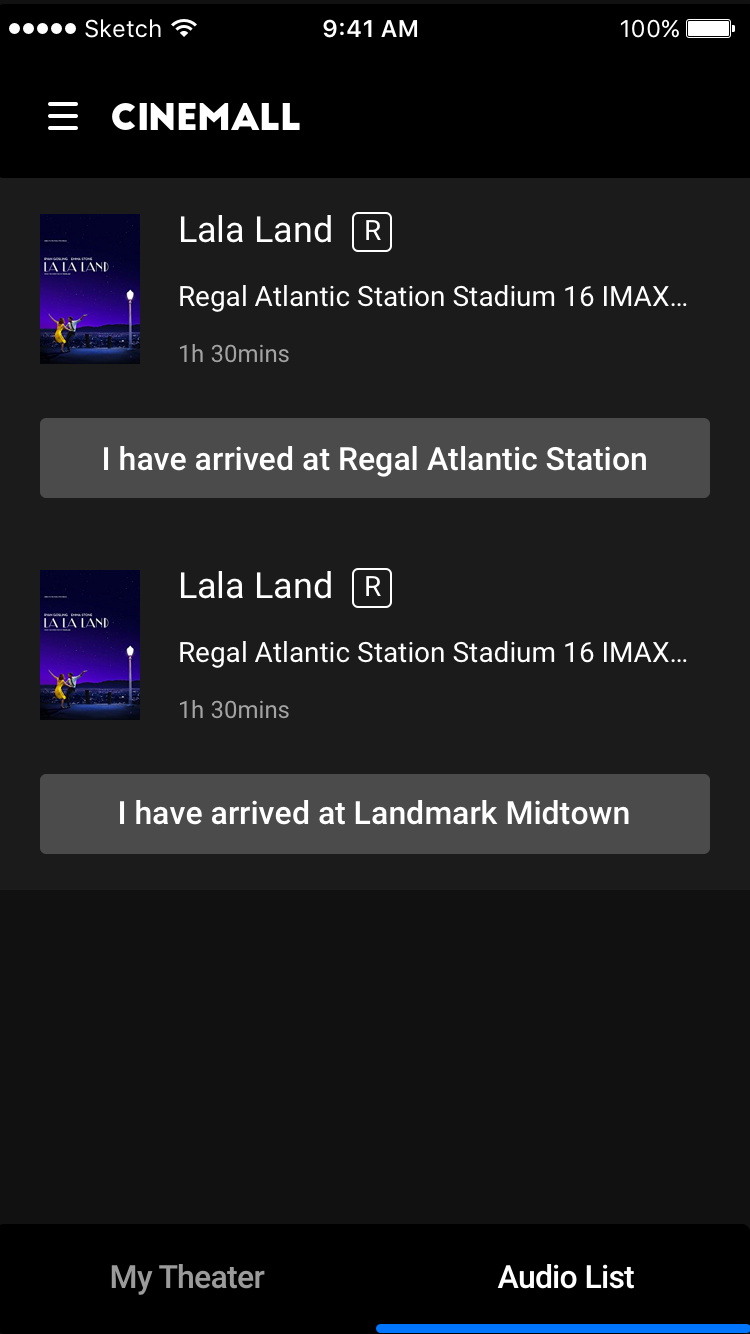 Sketch 9:41 AM 100%
CINEMALL
Lala Land R
Regal Atlantic Station Stadium 16 IMAX...
1h 30mins
LA LA LAND
I have arrived at Regal Atlantic Station
Lala Land R
Regal Atlantic Station Stadium 16 IMAX...
1h 30mins
LA LA LAND
I have arrived at Landmark Midtown
My Theater Audio List